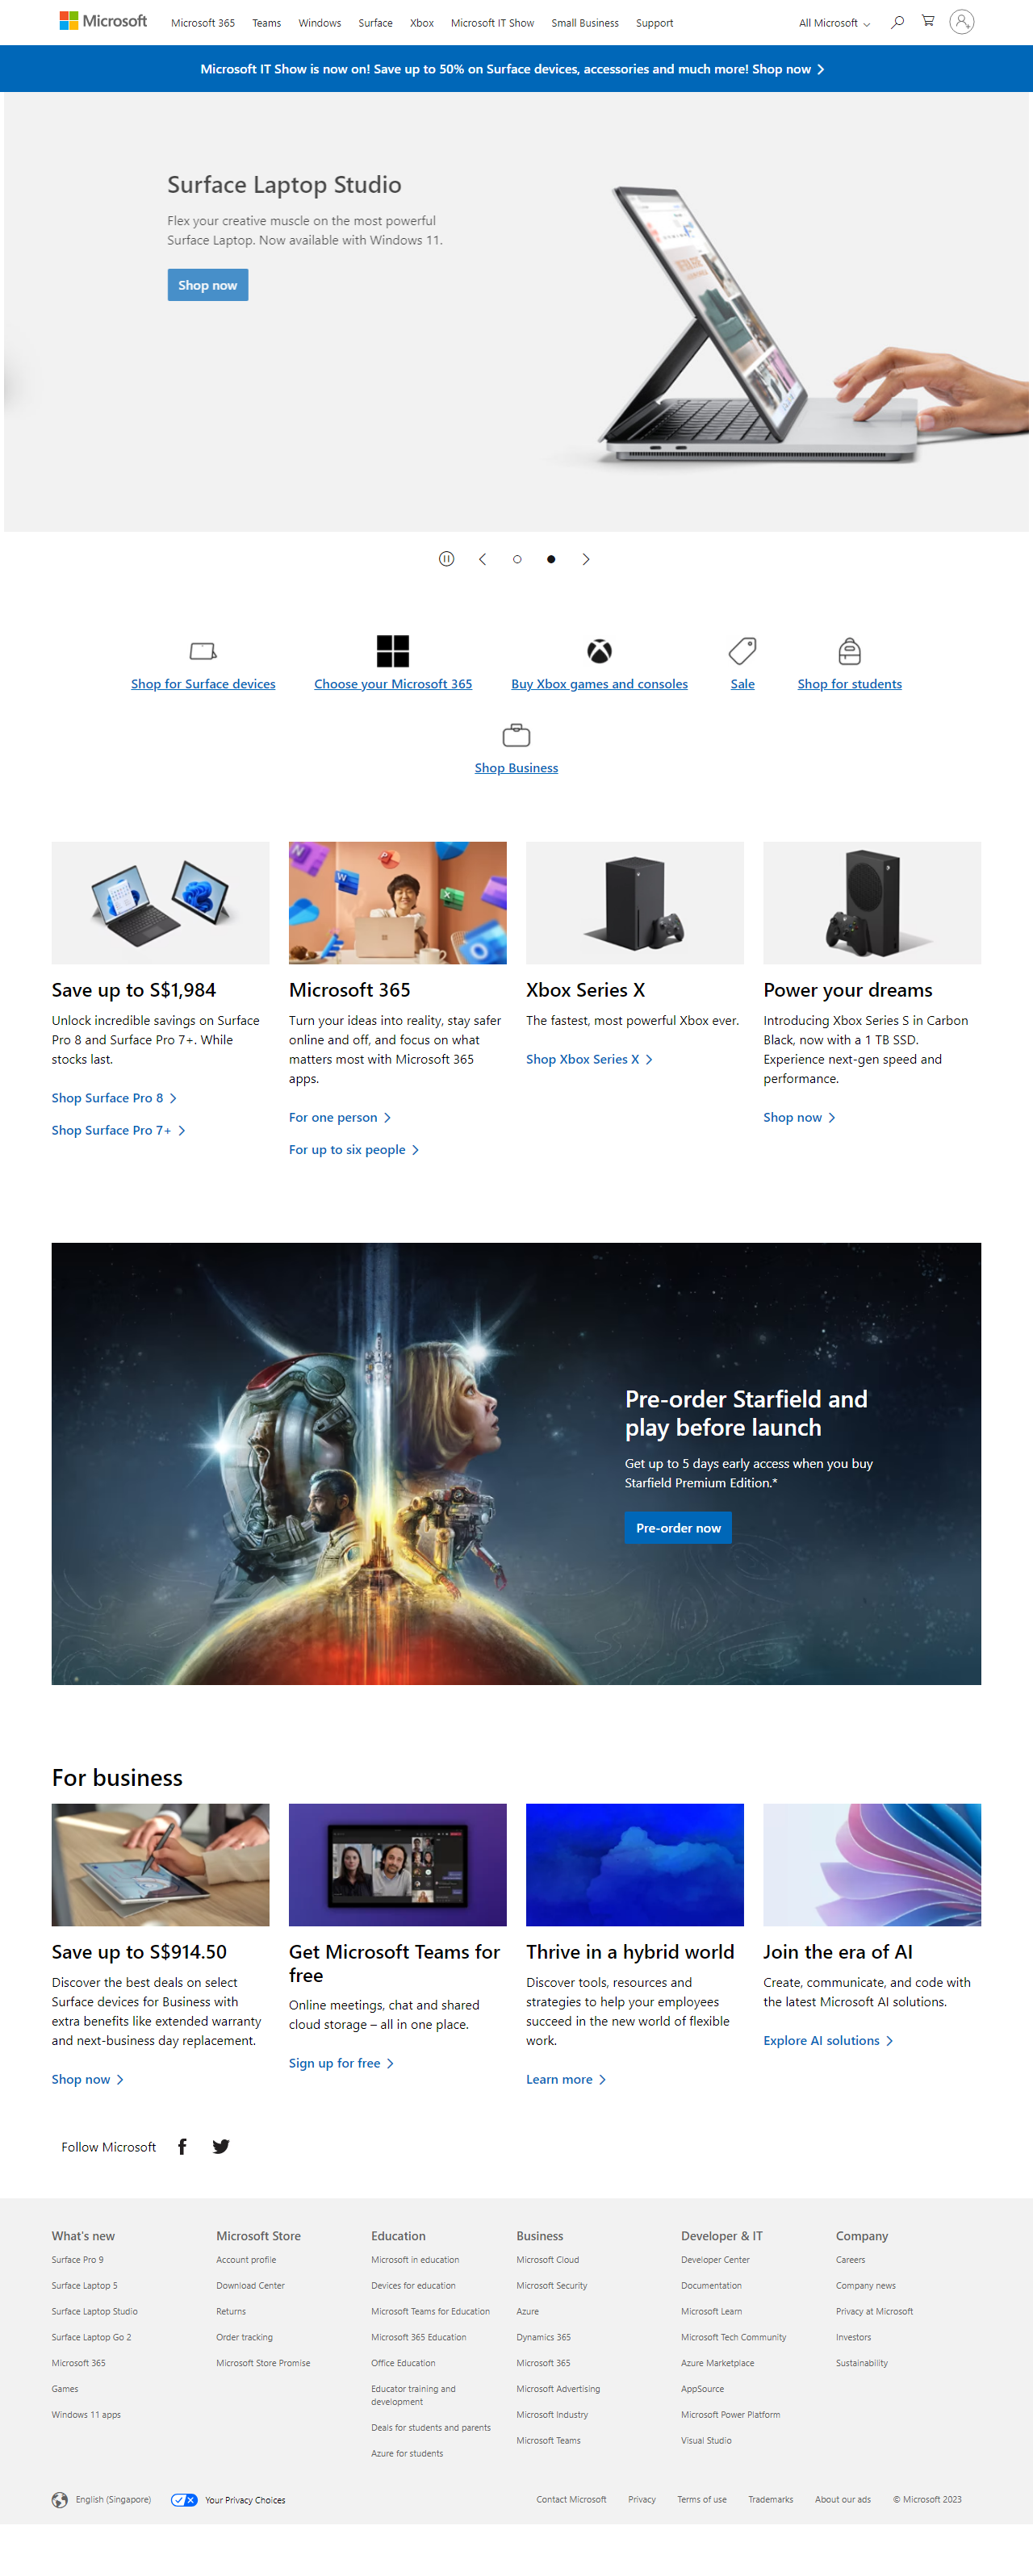 Microsoft
Microsoft 365
Teams
Windows
Surface
Xbox
Microsoft IT Show
Small Business
Support
All Microsoft
Microsoft IT Show is now on! Save up to 50% on Surface devices, accessories and much more! Shop now
Surface Laptop Studio
Flex your creative muscle on the most powerful
Surface Laptop. Now available with Windows 11.
Shop now
Shop for Surface devices
Choose your Microsoft 365
Buy Xbox games and consoles
Sale
Shop for students
Shop Business
Save up to S$1,984
Unlock incredible savings on Surface
Pro 8 and Surface Pro 7+. While
stocks last.
Shop Surface Pro 8
Shop Surface Pro 7+
Microsoft 365
Turn your ideas into reality, stay safer
online and off, and focus on what
matters most with Microsoft 365
apps.
For one person
For up to six people
Xbox Series X
The fastest, most powerful Xbox ever.
Shop Xbox Series X
Power your dreams
Introducing Xbox Series S in Carbon
Black, now with a 1 TB SSD.
Experience next-gen speed and
performance.
Shop now
Pre-order Starfield and
play before launch
Get up to 5 days early access when you buy
Starfield Premium Edition.*
Pre-order now
For business
Save up to S$914.50
Discover the best deals on select
Surface devices for Business with
extra benefits like extended warranty
and next-business day replacement.
Shop now
Get Microsoft Teams for
free
Online meetings, chat and shared
cloud storage – all in one place.
Sign up for free
Thrive in a hybrid world
Discover tools, resources and
strategies to help your employees
succeed in the new world of flexible
work.
Learn more
Join the era of AI
Create, communicate, and code with
the latest Microsoft AI solutions.
Explore AI solutions
Follow Microsoft
What's new
Surface Pro 9
Surface Laptop 5
Surface Laptop Studio
Surface Laptop Go 2
Microsoft 365
Games
Windows 11 apps
Microsoft Store
Account profile
Download Center
Returns
Order tracking
Microsoft Store Promise
Education
Microsoft in education
Devices for education
Microsoft Teams for Education
Microsoft 365 Education
Office Education
Educator training and
development
Deals for students and parents
Azure for students
Business
Microsoft Cloud
Microsoft Security
Azure
Dynamics 365
Microsoft 365
Microsoft Advertising
Microsoft Industry
Microsoft Teams
Developer & IT
Developer Center
Documentation
Microsoft Learn
Microsoft Tech Community
Azure Marketplace
AppSource
Microsoft Power Platform
Visual Studio
Company
Careers
Company news
Privacy at Microsoft
Investors
Sustainability
English (Singapore)
Your Privacy Choices
Contact Microsoft
Privacy
Terms of use
Trademarks
About our ads
© Microsoft 2023